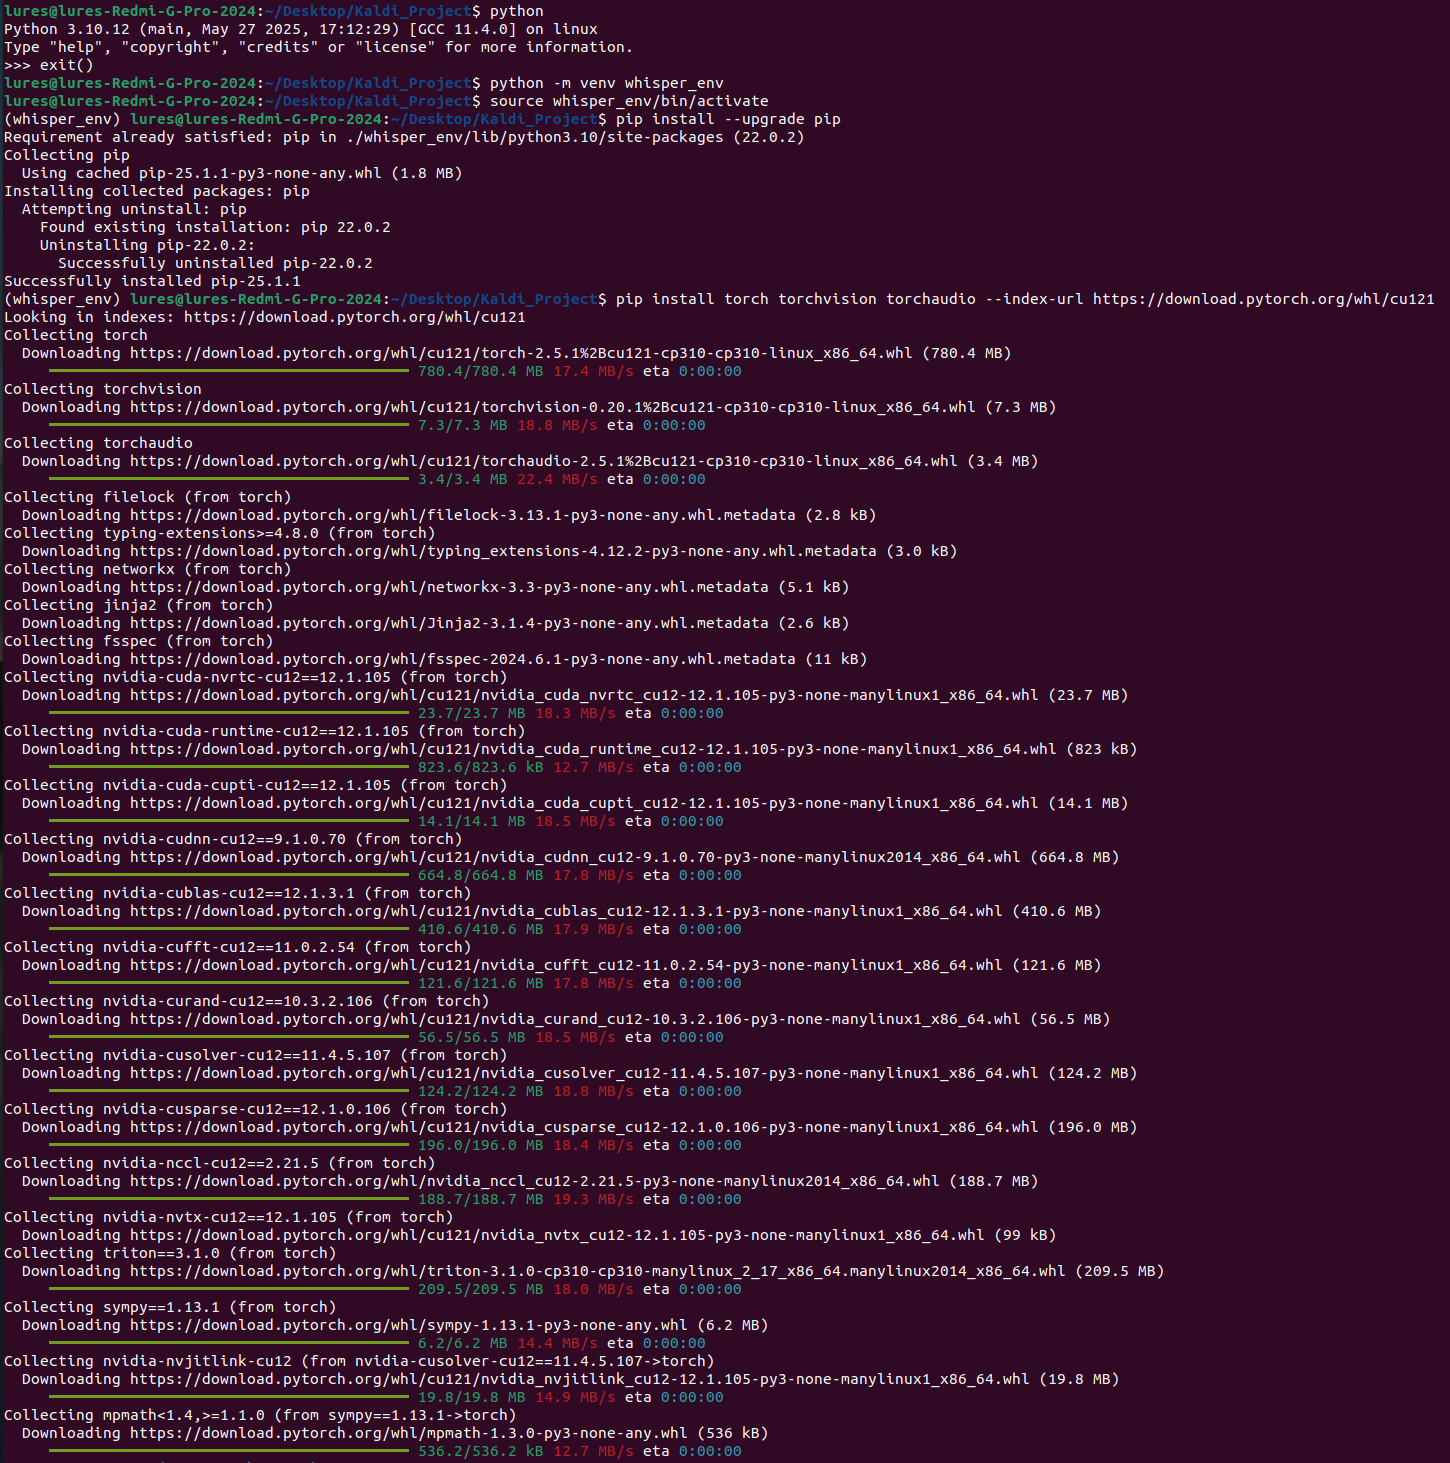 lures@lures-Redmi-G-Pro-2024:~/Desktop/Kaldi_Project$ python
Python 3.10.12 (main, May 27 2025, 17:12:29) [GCC 11.4.0] on linux
Type "help", "copyright", "credits" or "license" for more information.
>>> exit()
lures@lures-Redmi-G-Pro-2024:~/Desktop/Kaldi_Project$ python -m venv whisper_env
lures@lures-Redmi-G-Pro-2024:~/Desktop/Kaldi_Project$ source whisper_env/bin/activate
(whisper_env) lures@lures-Redmi-G-Pro-2024:~/Desktop/Kaldi_Project$ pip install --upgrade pip
Requirement already satisfied: pip in ./whisper_env/lib/python3.10/site-packages (22.0.2)
Collecting pip
  Using cached pip-25.1.1-py3-none-any.whl (1.8 MB)
Installing collected packages: pip
  Attempting uninstall: pip
    Found existing installation: pip 22.0.2
    Uninstalling pip-22.0.2:
      Successfully uninstalled pip-22.0.2
Successfully installed pip-25.1.1
(whisper_env) lures@lures-Redmi-G-Pro-2024:~/Desktop/Kaldi_Project$ pip install torch torchvision torchaudio --index-url https://download.pytorch.org/whl/cu121
Looking in indexes: https://download.pytorch.org/whl/cu121
Collecting torch
  Downloading https://download.pytorch.org/whl/cu121/torch-2.5.1%2Bcu121-cp310-cp310-linux_x86_64.whl (780.4 MB)
780.4/780.4 MB 17.4 MB/s eta 0:00:00
Collecting torchvision
  Downloading https://download.pytorch.org/whl/cu121/torchvision-0.20.1%2Bcu121-cp310-cp310-linux_x86_64.whl (7.3 MB)
7.3/7.3 MB 18.8 MB/s eta 0:00:00
Collecting torchaudio
  Downloading https://download.pytorch.org/whl/cu121/torchaudio-2.5.1%2Bcu121-cp310-cp310-linux_x86_64.whl (3.4 MB)
3.4/3.4 MB 22.4 MB/s eta 0:00:00
Collecting filelock (from torch)
  Downloading https://download.pytorch.org/whl/filelock-3.13.1-py3-none-any.whl.metadata (2.8 kB)
Collecting typing-extensions>=4.8.0 (from torch)
  Downloading https://download.pytorch.org/whl/typing_extensions-4.12.2-py3-none-any.whl.metadata (3.0 kB)
Collecting networkx (from torch)
  Downloading https://download.pytorch.org/whl/networkx-3.3-py3-none-any.whl.metadata (5.1 kB)
Collecting jinja2 (from torch)
  Downloading https://download.pytorch.org/whl/Jinja2-3.1.4-py3-none-any.whl.metadata (2.6 kB)
Collecting fsspec (from torch)
  Downloading https://download.pytorch.org/whl/fsspec-2024.6.1-py3-none-any.whl.metadata (11 kB)
Collecting nvidia-cuda-nvrtc-cu12==12.1.105 (from torch)
  Downloading https://download.pytorch.org/whl/cu121/nvidia_cuda_nvrtc_cu12-12.1.105-py3-none-manylinux1_x86_64.whl (23.7 MB)
23.7/23.7 MB 18.3 MB/s eta 0:00:00
Collecting nvidia-cuda-runtime-cu12==12.1.105 (from torch)
  Downloading https://download.pytorch.org/whl/cu121/nvidia_cuda_runtime_cu12-12.1.105-py3-none-manylinux1_x86_64.whl (823 kB)
823.6/823.6 kB 12.7 MB/s eta 0:00:00
Collecting nvidia-cuda-cupti-cu12==12.1.105 (from torch)
  Downloading https://download.pytorch.org/whl/cu121/nvidia_cuda_cupti_cu12-12.1.105-py3-none-manylinux1_x86_64.whl (14.1 MB)
14.1/14.1 MB 18.5 MB/s eta 0:00:00
Collecting nvidia-cudnn-cu12==9.1.0.70 (from torch)
  Downloading https://download.pytorch.org/whl/cu121/nvidia_cudnn_cu12-9.1.0.70-py3-none-manylinux2014_x86_64.whl (664.8 MB)
664.8/664.8 MB 17.8 MB/s eta 0:00:00
Collecting nvidia-cublas-cu12==12.1.3.1 (from torch)
  Downloading https://download.pytorch.org/whl/cu121/nvidia_cublas_cu12-12.1.3.1-py3-none-manylinux1_x86_64.whl (410.6 MB)
410.6/410.6 MB 17.9 MB/s eta 0:00:00
Collecting nvidia-cufft-cu12==11.0.2.54 (from torch)
  Downloading https://download.pytorch.org/whl/cu121/nvidia_cufft_cu12-11.0.2.54-py3-none-manylinux1_x86_64.whl (121.6 MB)
121.6/121.6 MB 17.8 MB/s eta 0:00:00
Collecting nvidia-curand-cu12==10.3.2.106 (from torch)
  Downloading https://download.pytorch.org/whl/cu121/nvidia_curand_cu12-10.3.2.106-py3-none-manylinux1_x86_64.whl (56.5 MB)
56.5/56.5 MB 18.5 MB/s eta 0:00:00
Collecting nvidia-cusolver-cu12==11.4.5.107 (from torch)
  Downloading https://download.pytorch.org/whl/cu121/nvidia_cusolver_cu12-11.4.5.107-py3-none-manylinux1_x86_64.whl (124.2 MB)
124.2/124.2 MB 18.8 MB/s eta 0:00:00
Collecting nvidia-cusparse-cu12==12.1.0.106 (from torch)
  Downloading https://download.pytorch.org/whl/cu121/nvidia_cusparse_cu12-12.1.0.106-py3-none-manylinux1_x86_64.whl (196.0 MB)
196.0/196.0 MB 18.4 MB/s eta 0:00:00
Collecting nvidia-nccl-cu12==2.21.5 (from torch)
  Downloading https://download.pytorch.org/whl/nvidia_nccl_cu12-2.21.5-py3-none-manylinux2014_x86_64.whl (188.7 MB)
188.7/188.7 MB 19.3 MB/s eta 0:00:00
Collecting nvidia-nvtx-cu12==12.1.105 (from torch)
  Downloading https://download.pytorch.org/whl/cu121/nvidia_nvtx_cu12-12.1.105-py3-none-manylinux1_x86_64.whl (99 kB)
Collecting triton==3.1.0 (from torch)
  Downloading https://download.pytorch.org/whl/triton-3.1.0-cp310-cp310-manylinux_2_17_x86_64.manylinux2014_x86_64.whl (209.5 MB)
209.5/209.5 MB 18.0 MB/s eta 0:00:00
Collecting sympy==1.13.1 (from torch)
  Downloading https://download.pytorch.org/whl/sympy-1.13.1-py3-none-any.whl (6.2 MB)
6.2/6.2 MB 14.4 MB/s eta 0:00:00
Collecting nvidia-nvjitlink-cu12 (from nvidia-cusolver-cu12==11.4.5.107->torch)
  Downloading https://download.pytorch.org/whl/cu121/nvidia_nvjitlink_cu12-12.1.105-py3-none-manylinux1_x86_64.whl (19.8 MB)
19.8/19.8 MB 14.9 MB/s eta 0:00:00
Collecting mpmath<1.4,>=1.1.0 (from sympy==1.13.1->torch)
  Downloading https://download.pytorch.org/whl/mpmath-1.3.0-py3-none-any.whl (536 kB)
536.2/536.2 kB 12.7 MB/s eta 0:00:00